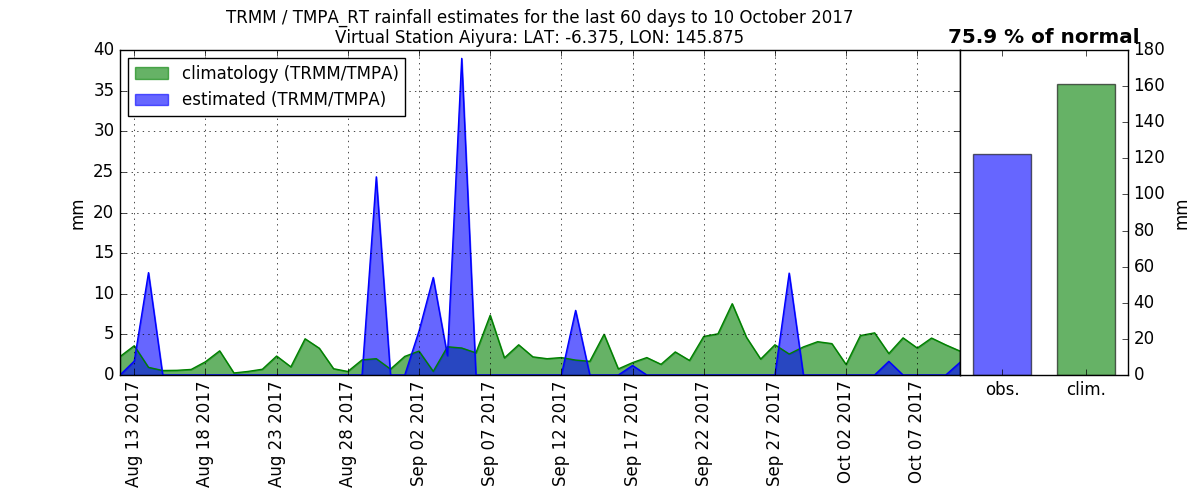 TRMM / TMPA_RT rainfall estimates for the last 60 days to 10 October 2017
Virtual Station Aiyura: LAT: -6.375, LON: 145.875
75.9 % of normal
climatology (TRMM/TMPA)
estimated (TRMM/TMPA)
mm
40
35
30
25
20
15
10
5
0
Aug 13 2017
Aug 18 2017
Aug 23 2017
Aug 28 2017
Sep 02 2017
Sep 07 2017
Sep 12 2017
Sep 17 2017
Sep 22 2017
Sep 27 2017
Oct 02 2017
Oct 07 2017
obs.
clim.
180
160
140
120
100
80
60
40
20
0
mm